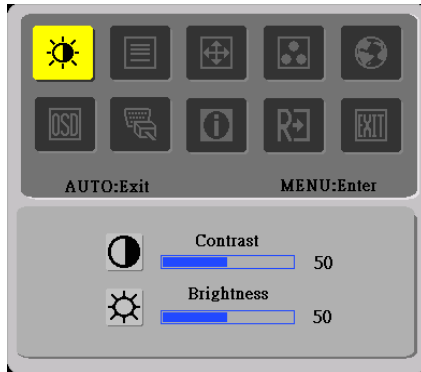 OSD i R EXIT
AUTO:Exit MENU:Enter
Contrast
50
Brightness
50